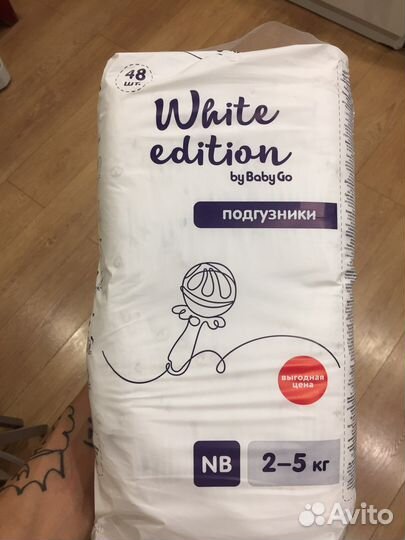 48
шт.
White
edition
by Baby Go
подгузники
выгодная
цена
NB 2–5 кг
Avito